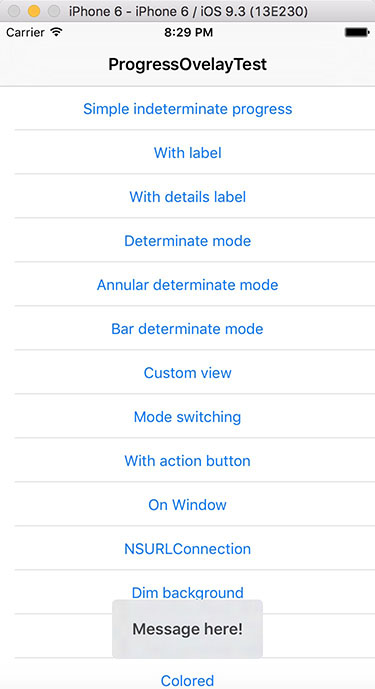 iPhone 6 - iPhone 6 / iOS 9.3 (13E230)
Carrier 8:29 PM
ProgressOvelayTest
Simple indeterminate progress
With label
With details label
Determinate mode
Annular determinate mode
Bar determinate mode
Custom view
Mode switching
With action button
On Window
NSURLConnection
Dim background
Message here!
Colored